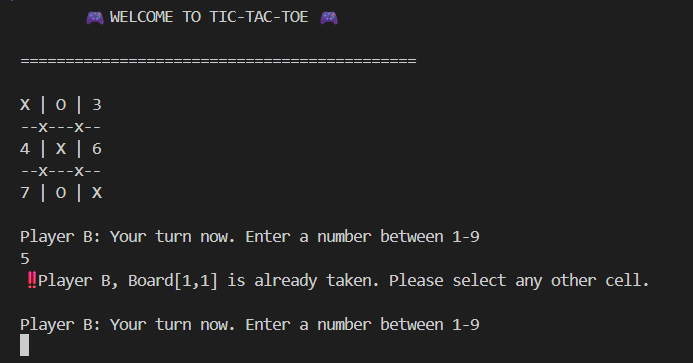 🎮 WELCOME TO TIC-TAC-TOE 🎮
============================================
X | O | 3
--x---x--
4 | X | 6
--x---x--
7 | O | X
Player B: Your turn now. Enter a number between 1-9
5
‼Player B, Board[1,1] is already taken. Please select any other cell.
Player B: Your turn now. Enter a number between 1-9